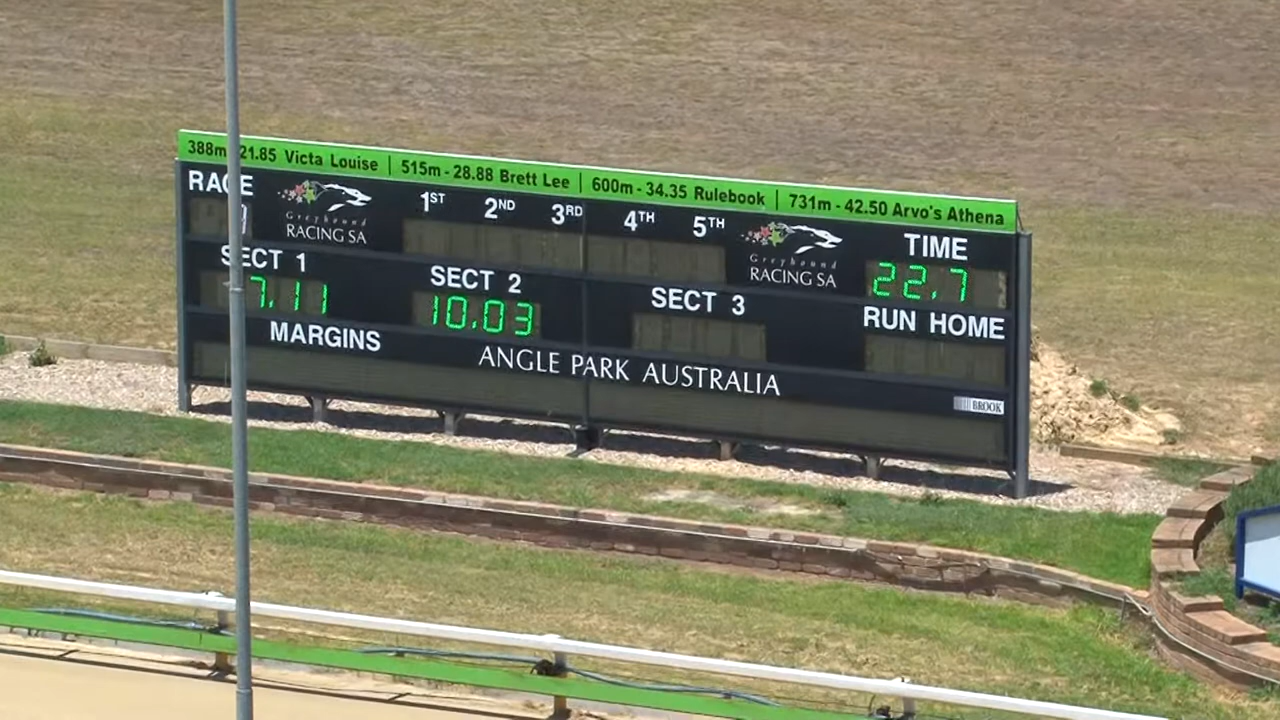 388m 21.85 Victa Louise | 515m - 28.88 Brett Lee | 600m - 34.35 Rulebook | 731m - 42.50 Arvo's Athena
RACE
Greyhound
RACING SA
1ST 2ND 3RD 4TH 5TH
Greyhound
RACING SA
TIME
22.7
SECT 1
7.11
SECT 2
10.03
SECT 3
RUN HOME
MARGINS
ANGLE PARK AUSTRALIA
BROOK